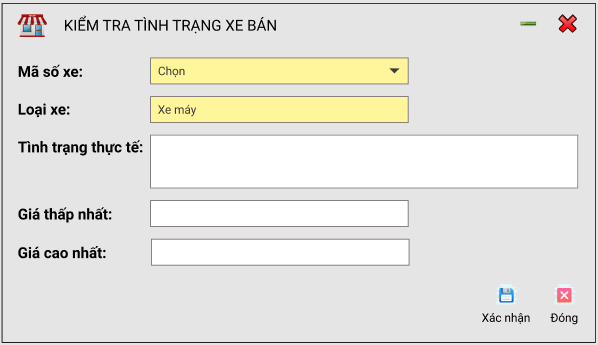 KIỂM TRA TÌNH TRẠNG XE BÁN
Mã số xe: Chọn
Loại xe: Xe máy
Tình trạng thực tế:
Giá thấp nhất:
Giá cao nhất:
Xác nhận Đóng